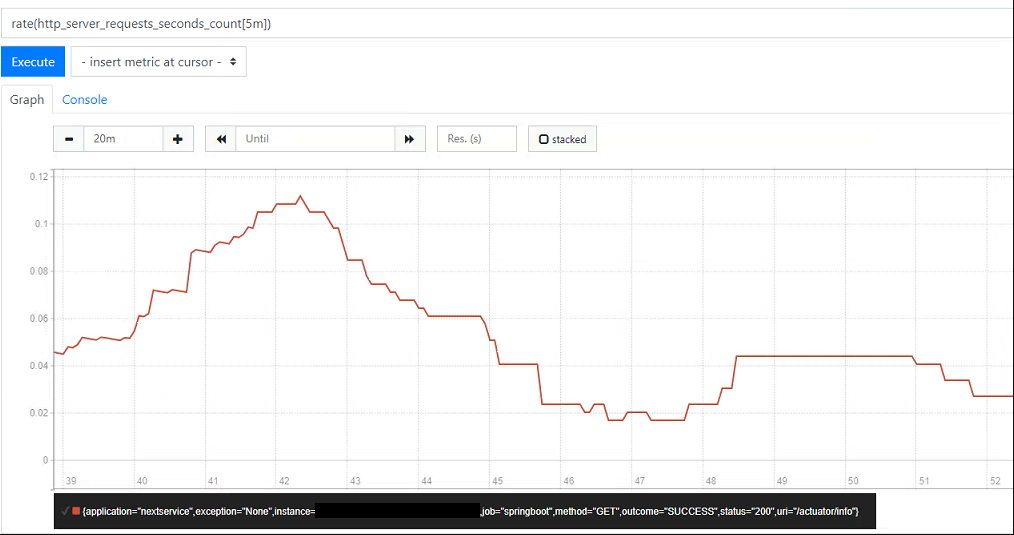 rate(http_server_requests_seconds_count[5m])
Execute - insert metric at cursor -
Graph Console
20m Until Res. (s) stacked
0.12
0.1
0.08
0.06
0.04
0.02
0
39 40 41 42 43 44 45 46 47 48 49 50 51 52
{application="nextservice",exception="None",instance= ,job="springboot",method="GET",outcome="SUCCESS",status="200",uri="/actuator/info"}